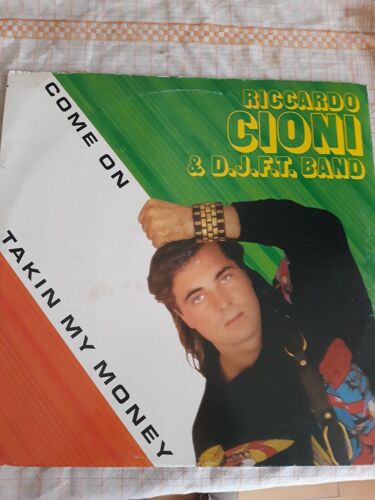 RICCARDO
CIONI
& D.J.F.T. BAND
COME ON
TAKIN MY MONEY